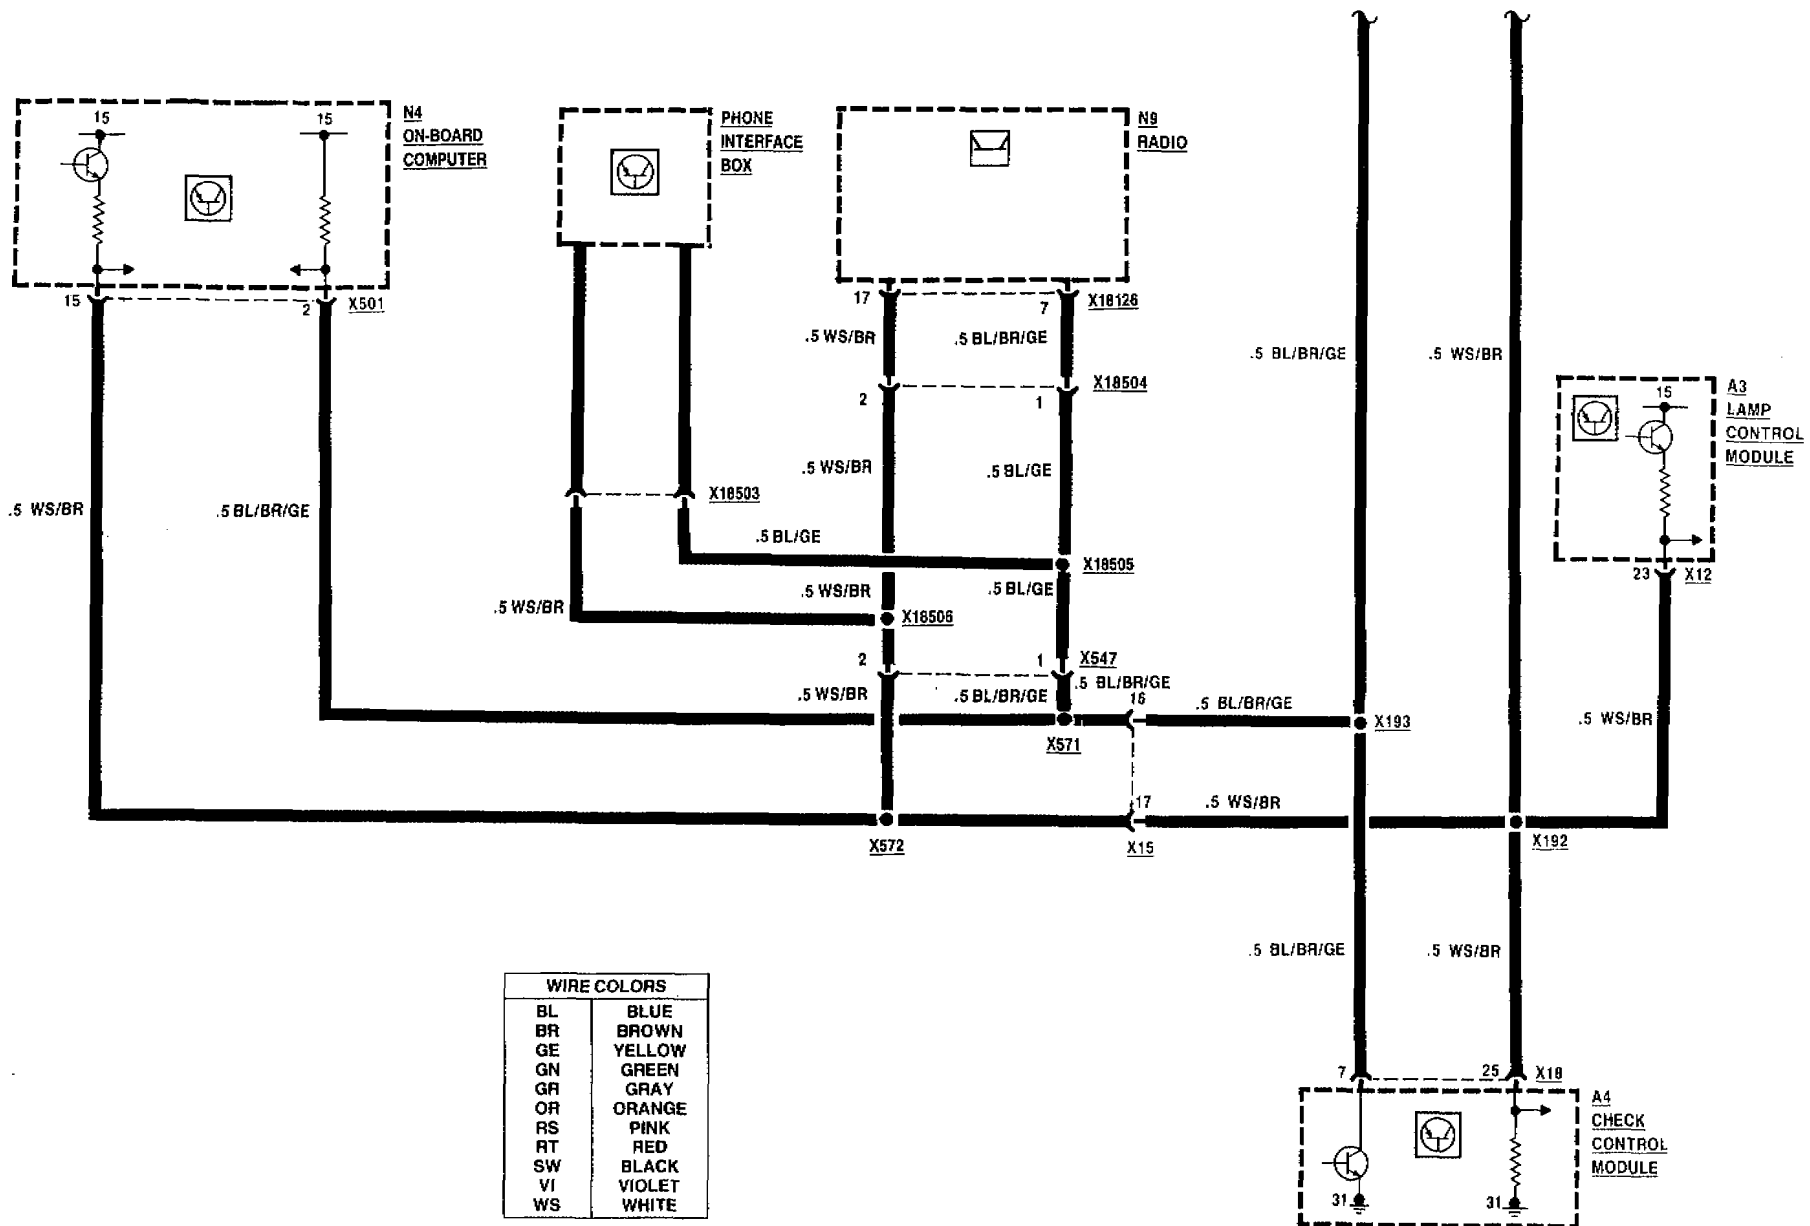 15
15
N4
ON-BOARD
COMPUTER
PHONE
INTERFACE
BOX
N9
RADIO
15
2
X501
17
7
X18126
.5 WS/BR
.5 BL/BR/GE
.5 BL/BR/GE
.5 WS/BR
X18504
2
1
A3
LAMP
CONTROL
MODULE
15
.5 WS/BR
.5 BL/GE
X18503
.5 WS/BR
.5 BL/BR/GE
.5 BL/GE
X18505
23
X12
.5 WS/BR
.5 WS/BR
.5 BL/GE
X18506
2
1
X547
.5 WS/BR
.5 BL/BR/GE
.5 BL/BR/GE
16
.5 BL/BR/GE
X193
.5 WS/BR
X571
17
.5 WS/BR
X572
X15
X192
.5 BL/BR/GE
.5 WS/BR
WIRE COLORS
BL BLUE
BR BROWN
GE YELLOW
GN GREEN
GR GRAY
OR ORANGE
RS PINK
RT RED
SW BLACK
VI VIOLET
WS WHITE
7
25
X18
A4
CHECK
CONTROL
MODULE
31
31